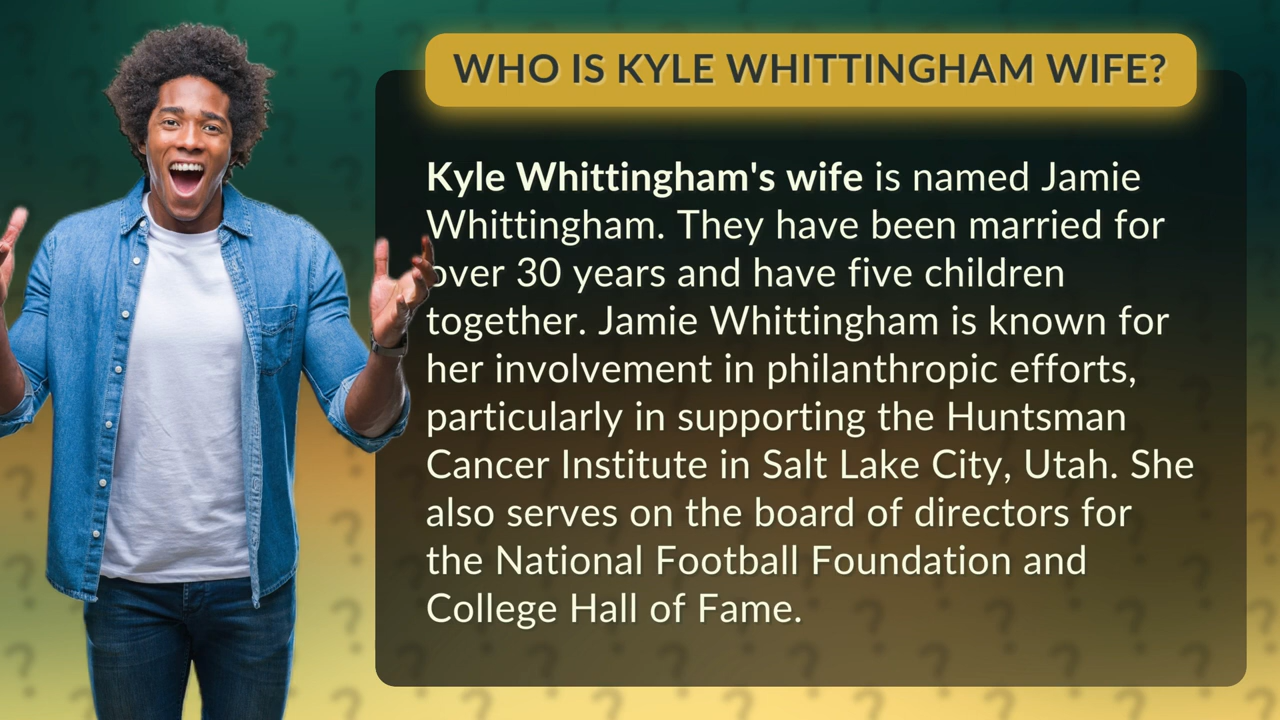 WHO IS KYLE WHITTINGHAM WIFE?
Kyle Whittingham's wife is named Jamie
Whittingham. They have been married for
over 30 years and have five children
together. Jamie Whittingham is known for
her involvement in philanthropic efforts,
particularly in supporting the Huntsman
Cancer Institute in Salt Lake City, Utah. She
also serves on the board of directors for
the National Football Foundation and
College Hall of Fame.